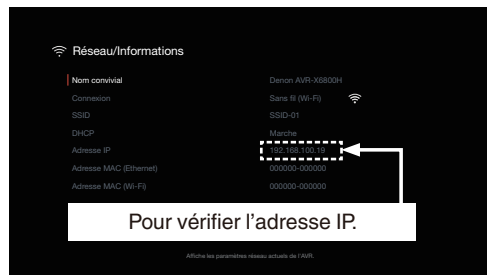 Réseau/Informations
Nom convivial Denon AVR-X6800H
Connexion Sans fil (Wi-Fi)
SSID SSID-01
DHCP Marche
Adresse IP 192.168.100.19
Adresse MAC (Ethernet) 000000-000000
Adresse MAC (Wi-Fi) 000000-000000
Pour vérifier l’adresse IP.
Affiche les paramètres réseau actuels de l'AVR.